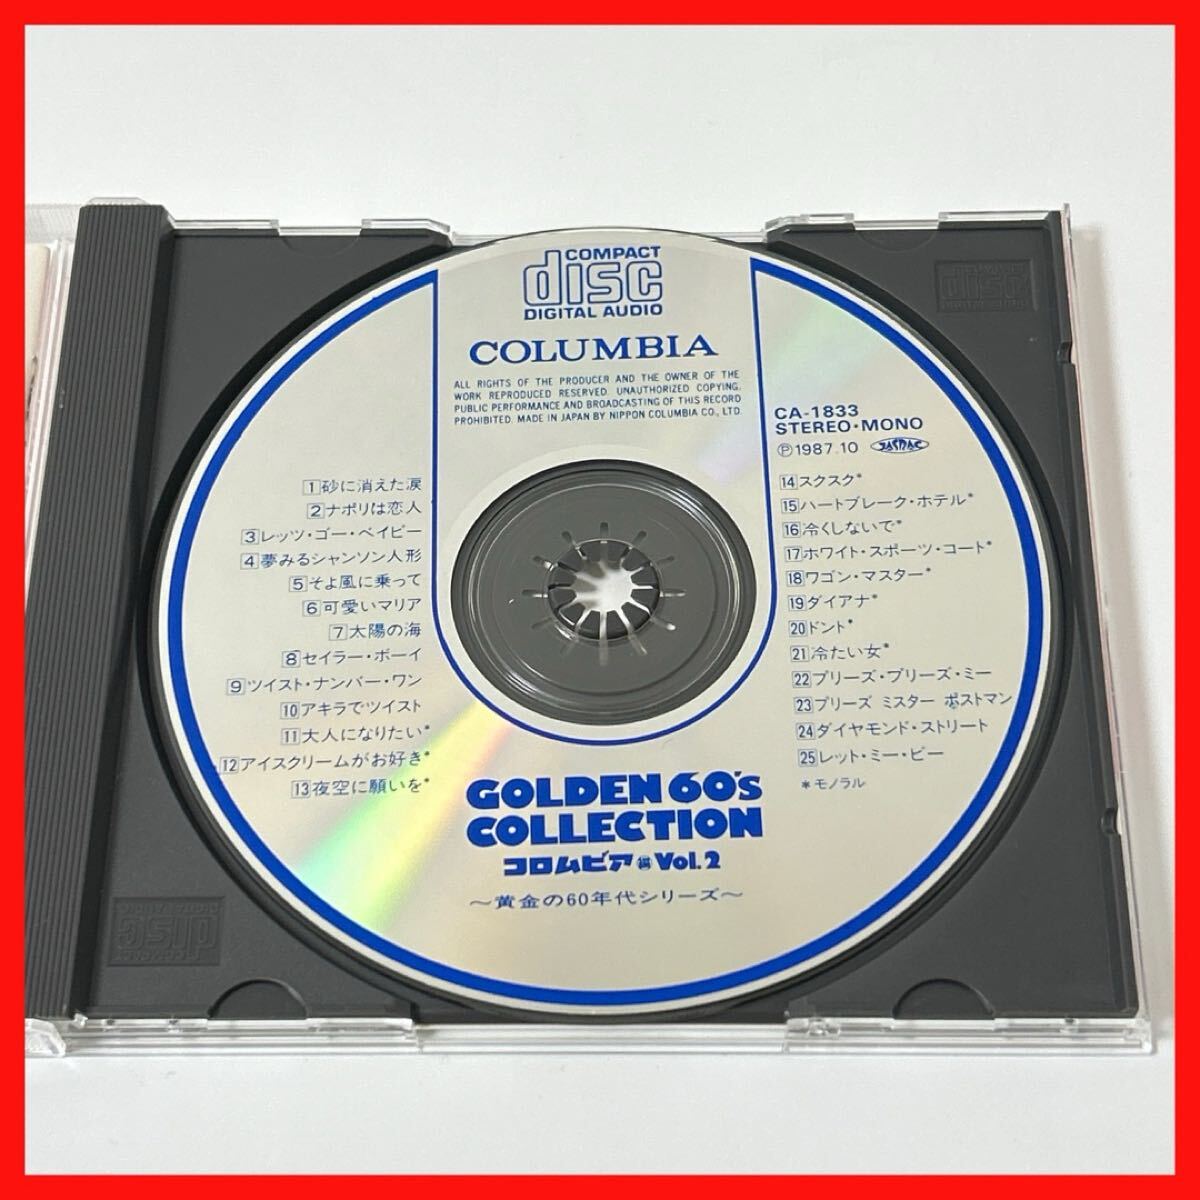 COMPACT
disc
DIGITAL AUDIO
COLUMBIA
ALL RIGHTS OF THE PRODUCER AND THE OWNER OF THE
WORK REPRODUCED RESERVED. UNAUTHORIZED COPYING,
PUBLIC PERFORMANCE AND BROADCASTING OF THIS RECORD
PROHIBITED. MADE IN JAPAN BY NIPPON COLUMBIA CO., LTD.
CA-1833
STEREO・MONO
Ⓟ1987.10 JASRAC
1 砂に消えた涙
2 ナポリは恋人
3 レッツ・ゴー・ベイビー
4 夢みるシャンソン人形
5 そよ風に乗って
6 可愛いマリア
7 太陽の海
8 セイラー・ボーイ
9 ツイスト・ナンバー・ワン
10 アキラでツイスト
11 大人になりたい*
12 アイスクリームがお好き*
13 夜空に願いを*
14 スクスク*
15 ハートブレーク・ホテル*
16 冷くしないで*
17 ホワイト・スポーツ・コート*
18 ワゴン・マスター*
19 ダイアナ*
20 ドント*
21 冷たい女*
22 プリーズ・プリーズ・ミー
23 プリーズ ミスター ポストマン
24 ダイヤモンド・ストリート
25 レット・ミー・ビー
*モノラル
GOLDEN 60's
COLLECTION
コロムビア編 Vol.2
～黄金の60年代シリーズ～